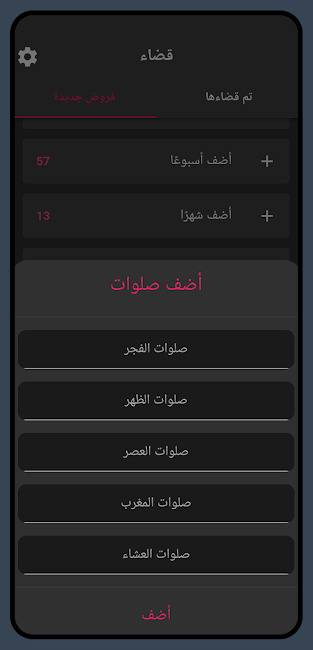 قضاء
تم قضاءها
فروض جديدة
أضف أسبوعًا
57
أضف شهرًا
13
أضف صلوات
صلوات الفجر
صلوات الظهر
صلوات العصر
صلوات المغرب
صلوات العشاء
أضف